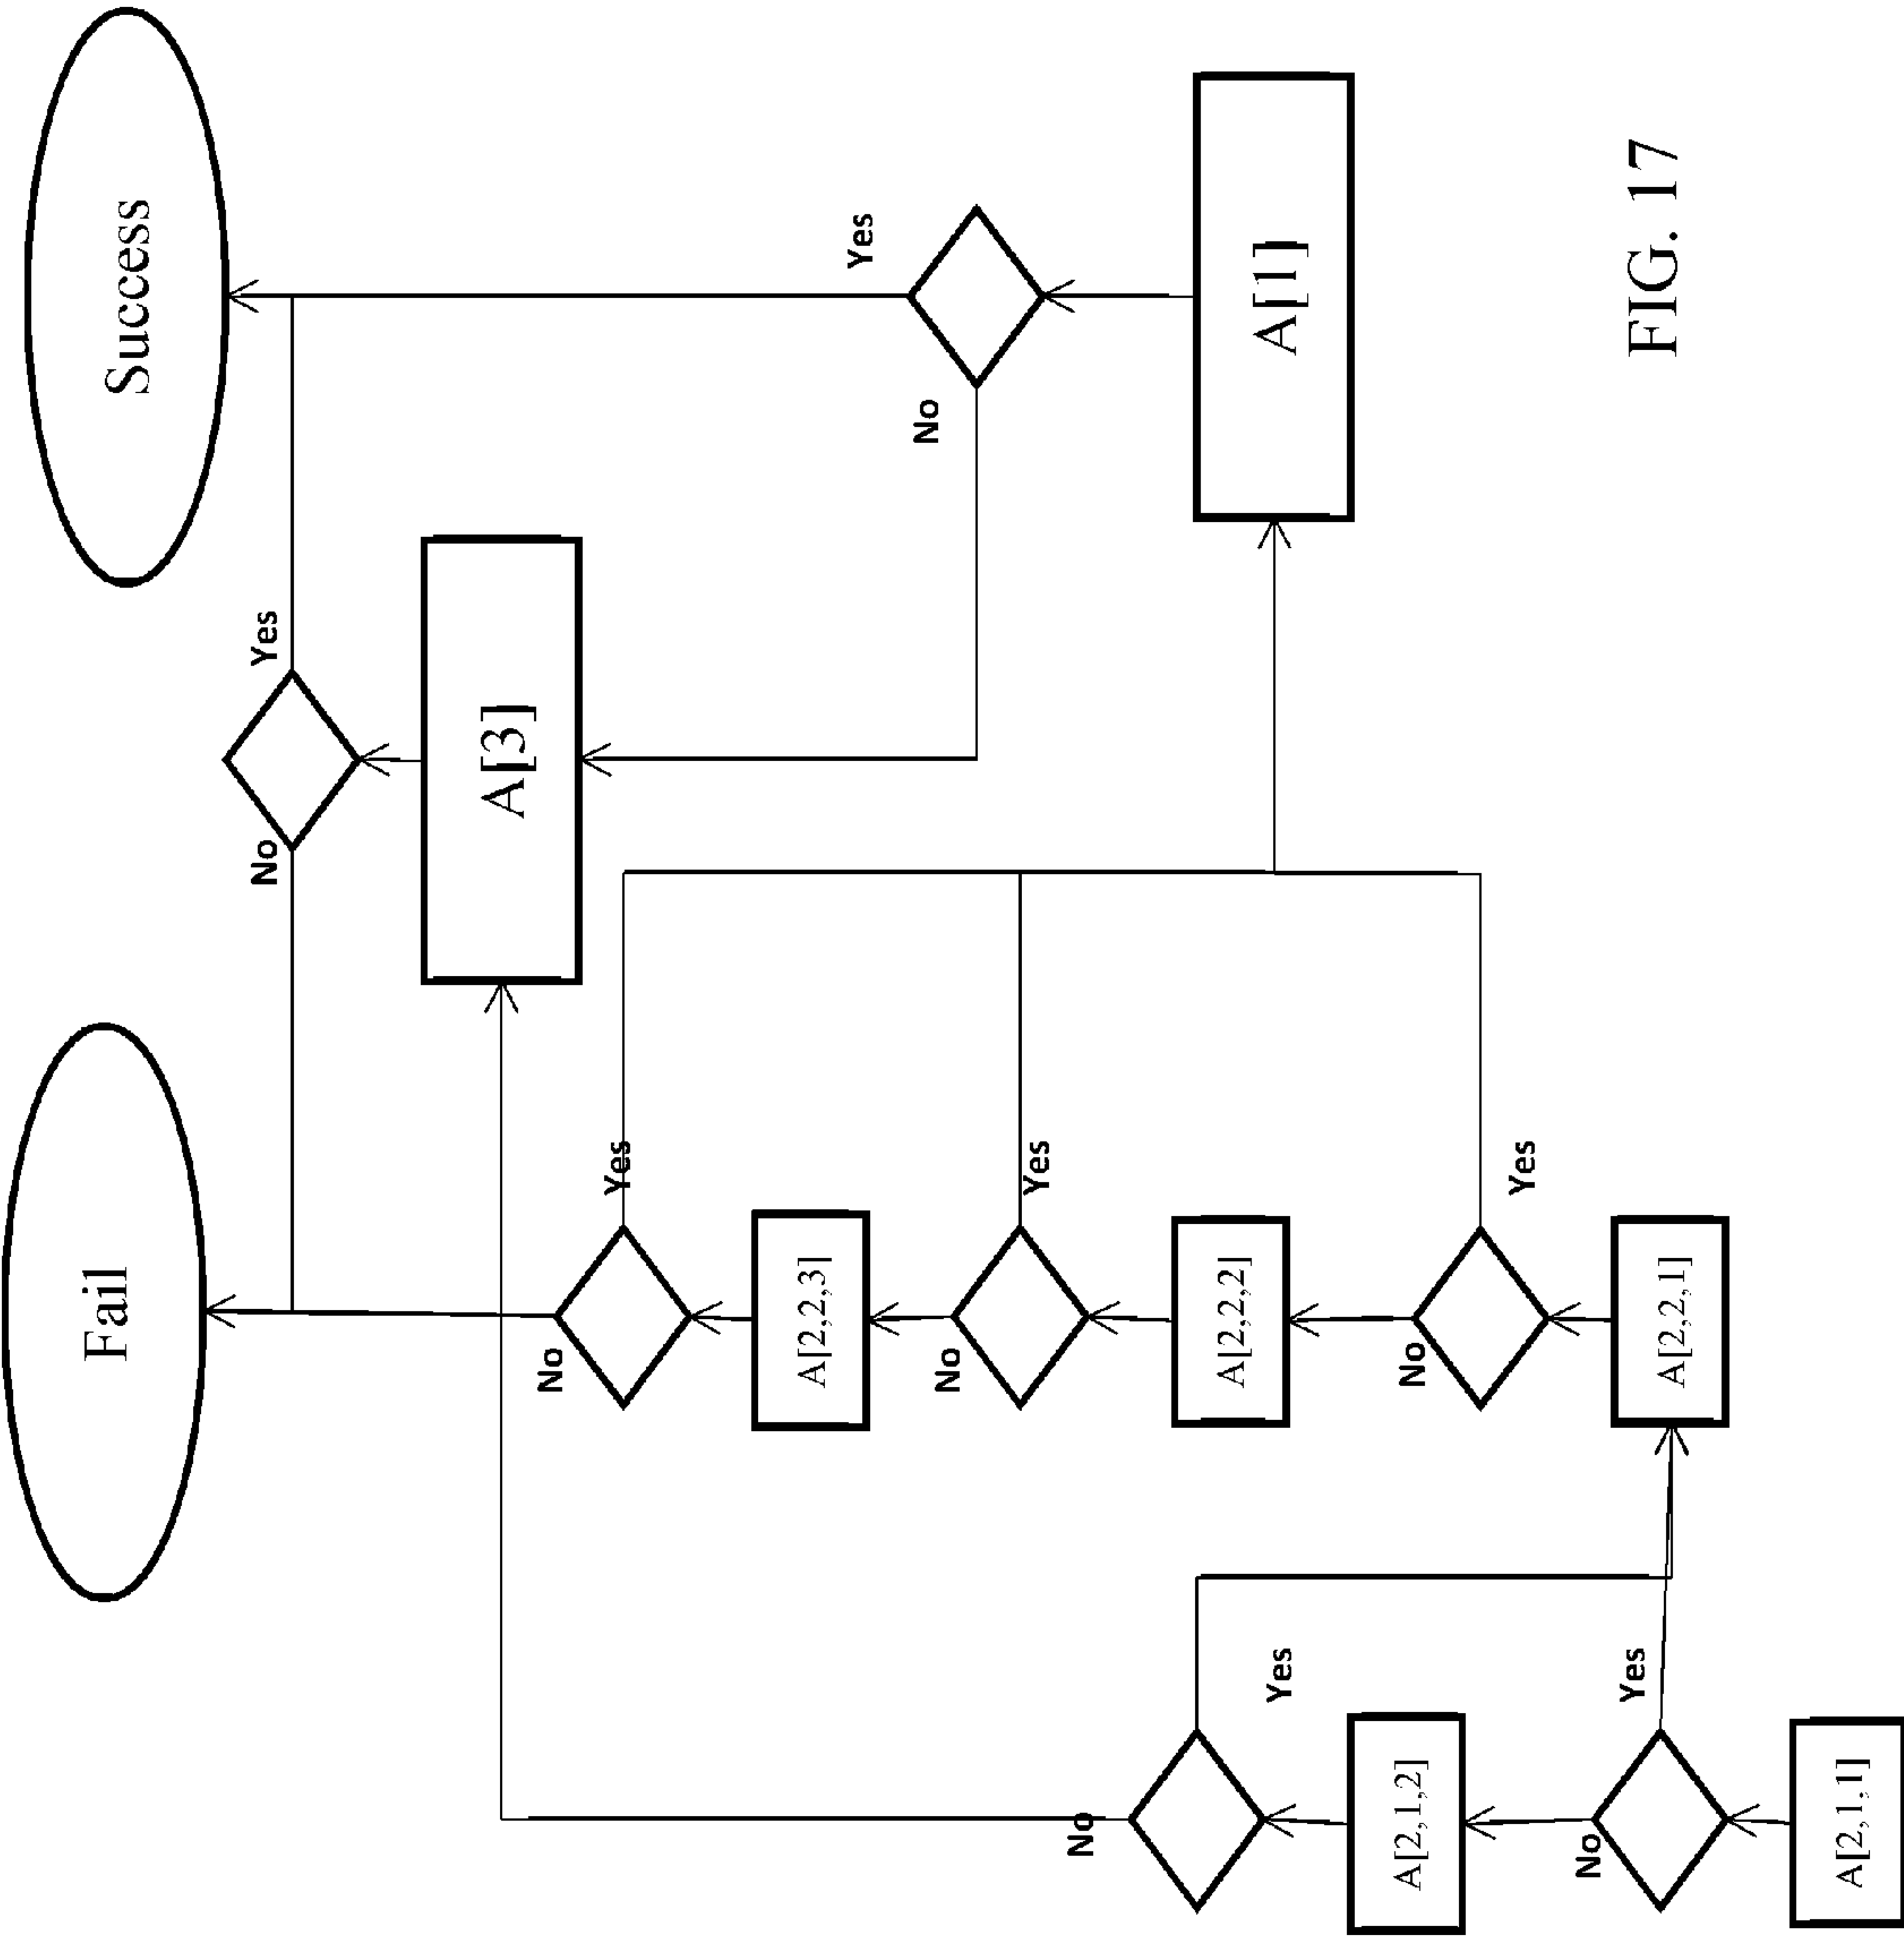 A[2,1,1]
No
Yes
A[2,1,2]
No
Yes
A[2,2,1]
No
Yes
A[2,2,2]
No
Yes
A[2,2,3]
No
Yes
Fail
A[3]
No
Yes
A[1]
No
Yes
Success
FIG. 17